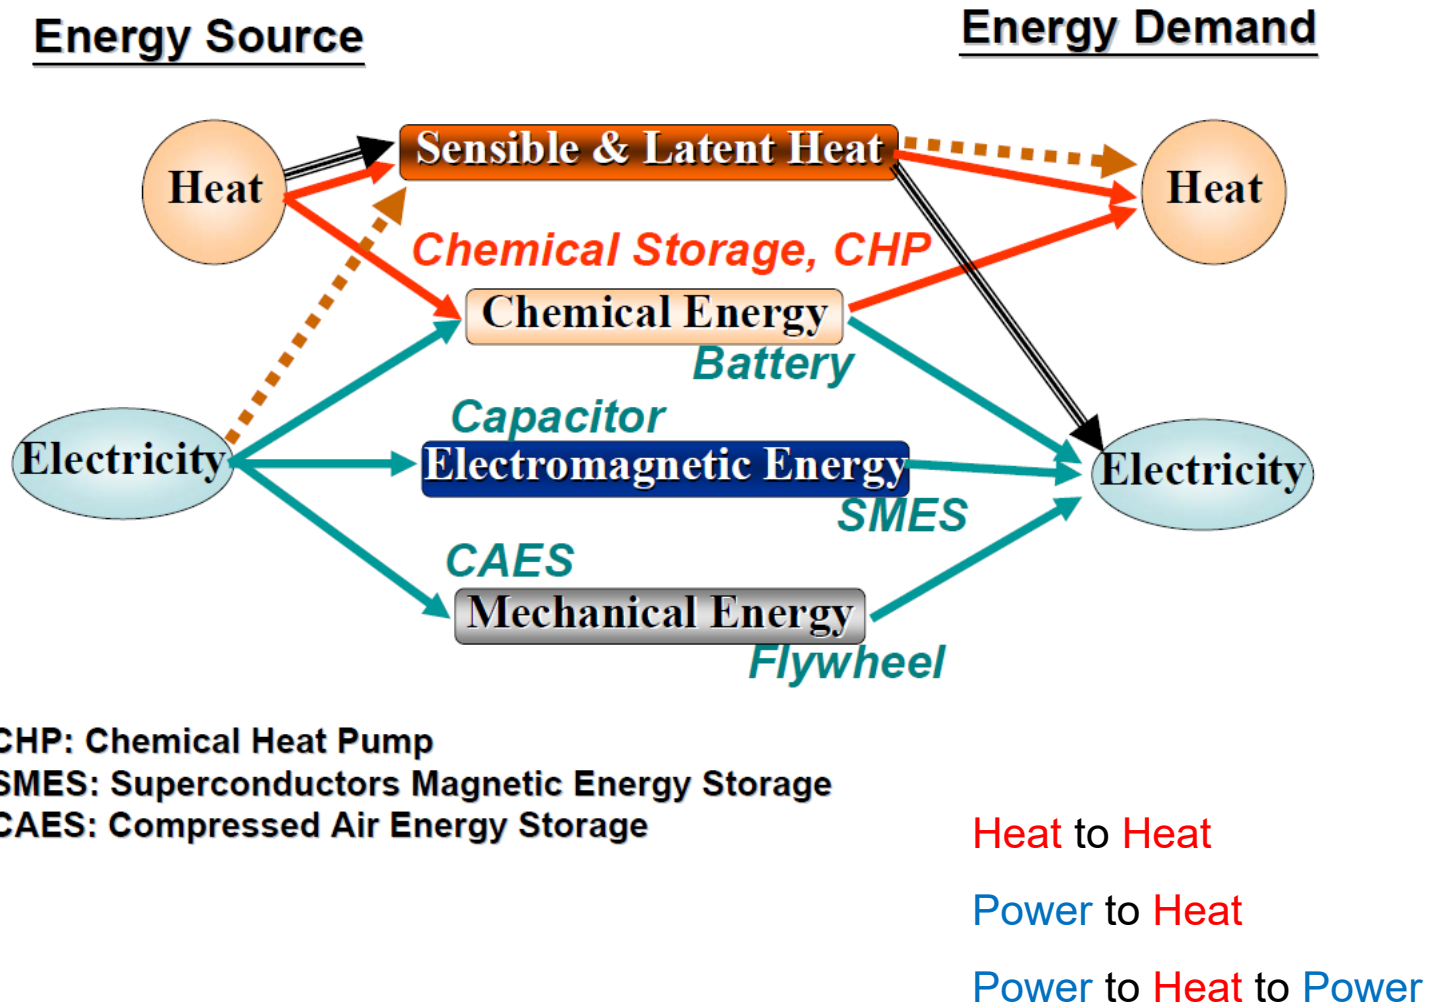 Energy Source
Energy Demand
Heat
Sensible & Latent Heat
Heat
Chemical Storage, CHP
Chemical Energy
Battery
Capacitor
Electricity
Electromagnetic Energy
Electricity
SMES
CAES
Mechanical Energy
Flywheel
CHP: Chemical Heat Pump
SMES: Superconductors Magnetic Energy Storage
CAES: Compressed Air Energy Storage
Heat to Heat
Power to Heat
Power to Heat to Power